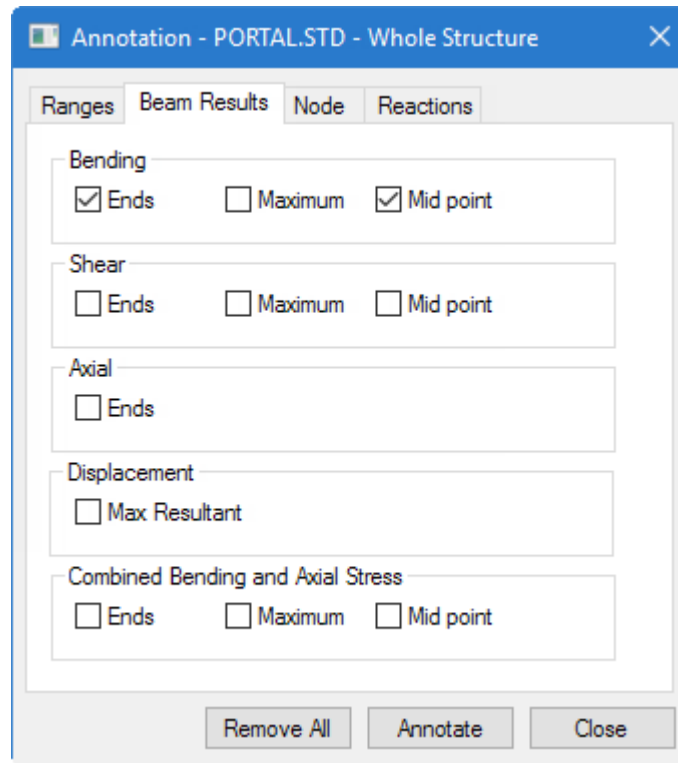 Annotation - PORTAL.STD - Whole Structure
Ranges Beam Results Node Reactions
Bending
Ends Maximum Mid point
Shear
Ends Maximum Mid point
Axial
Ends
Displacement
Max Resultant
Combined Bending and Axial Stress
Ends Maximum Mid point
Remove All Annotate Close